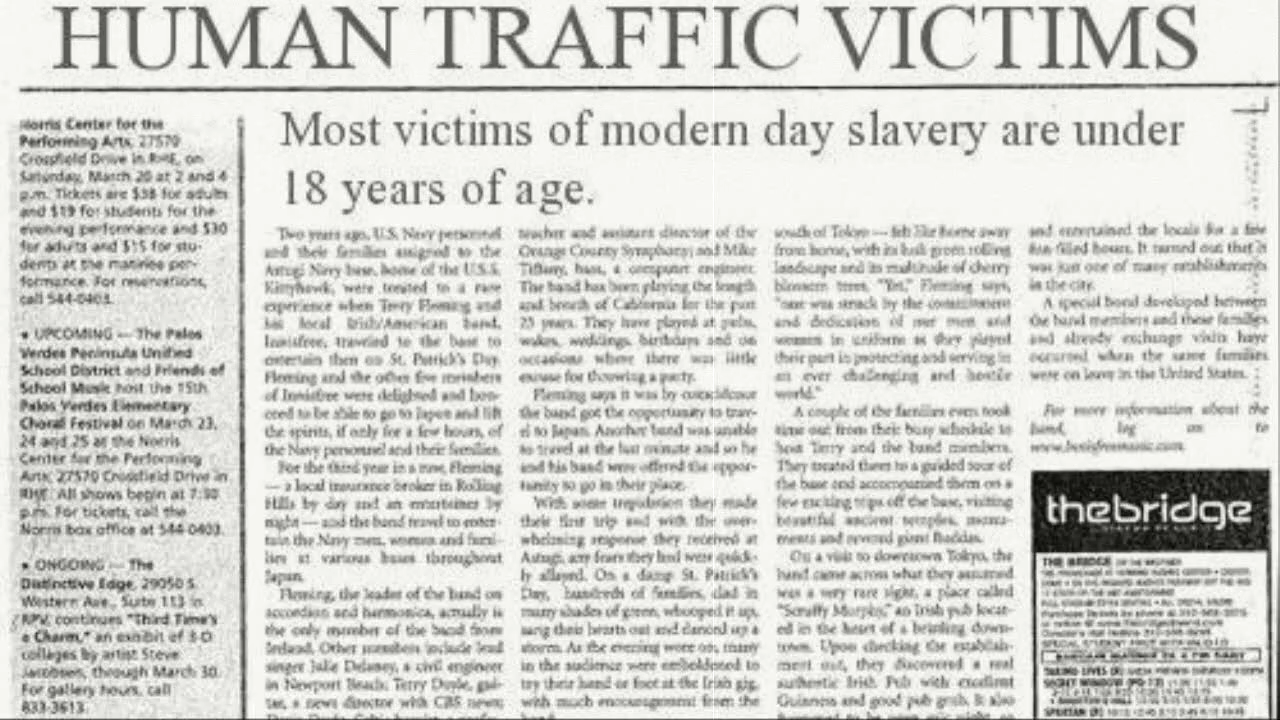 HUMAN TRAFFIC VICTIMS
Norris Center for the
Performing Arts, 27570
Crossfield Drive in RHE, on
Saturday, March 20 at 2 and 4
p.m. Tickets are $38 for adults
and $19 for students for the
evening performance and $30
for adults and $15 for stu-
dents at the matinee per-
formance. For reservations,
call 544-0403.
• UPCOMING — The Palos
Verdes Peninsula Unified
School District and Friends of
School Music host the 15th
Palos Verdes Elementary
Choral Festival on March 23,
24 and 25 at the Norris
Center for the Performing
Arts, 27570 Crossfield Drive in
RHE. All shows begin at 7:30
p.m. For tickets, call the
Norris box office at 544-0403.
• ONGOING — The
Distinctive Edge, 29050 S.
Western Ave., Suite 113 in
RPV, continues "Third Time's
a Charm," an exhibit of 3-D
collages by artist Steve
Jacobsen, through March 30.
For gallery hours, call
833-3613.
Most victims of modern day slavery are under
18 years of age.
Two years ago, U.S. Navy personnel
and their families assigned to the
Atsugi Navy base, home of the U.S.S.
Kittyhawk, were treated to a rare
experience when Terry Fleming and
his local Irish/American band,
Innisfree, traveled to the base to
entertain then on St. Patrick's Day.
Fleming and the other five members
of Innisfree were delighted and hon-
ored to be able to go to Japan and lift
the spirits, if only for a few hours, of
the Navy personnel and their families.
For the third year in a row, Fleming
— a local insurance broker in Rolling
Hills by day and an entertainer by
night — and the band travel to enter-
tain the Navy men, women and fami-
lies at various bases throughout
Japan.
Fleming, the leader of the band on
accordion and harmonica, actually is
the only member of the band from
Ireland. Other members include lead
singer Julie Delaney, a civil engineer
in Newport Beach; Terry Doyle, gui-
tar, a news director with CBS news;
teacher and assistant director of the
Orange County Symphony; and Mike
Tiffany, bass, a computer engineer.
The band has been playing the length
and breath of California for the past
25 years. They have played at pubs,
wakes, weddings, birthdays and on
occasions where there was little
excuse for throwing a party.
Fleming says it was by coincidence
the band got the opportunity to trav-
el to Japan. Another band was unable
to travel at the last minute and so he
and his band were offered the oppor-
tunity to go in their place.
With some trepidation they made
their first trip and with the over-
whelming response they received at
Atsugi, any fears they had were quick-
ly allayed. On a damp St. Patrick's
Day, hundreds of families, clad in
many shades of green, whooped it up,
sang their hearts out and danced up a
storm. As the evening wore on, many
in the audience were emboldened to
try their hand or foot at the Irish gig,
with much encouragement from the
south of Tokyo — felt like home away
from home, with its lush green rolling
landscape and its multitude of cherry
blossom trees. "Yet," Fleming says,
"one was struck by the commitment
and dedication of our men and
women in uniform as they played
their part in protecting and serving in
an ever challenging and hostile
world."
A couple of the families even took
time out from their busy schedule to
host Terry and the band members.
They treated them to a guided tour of
the base and accompanied them on a
few exciting trips off the base, visiting
beautiful ancient temples, monu-
ments and revered giant Buddas.
On a visit to downtown Tokyo, the
band came across what they assumed
was a very rare sight, a place called
"Scruffy Murphy," an Irish pub locat-
ed in the heart of a bristling down-
town. Upon checking the establish-
ment out, they discovered a real
authentic Irish Pub with excellent
Guinness and good pub grub. It also
and entertained the locals for a few
fun filled hours. It turned out that it
was just one of many establishments
in the city.
A special bond developed between
the band members and these families
and already exchange visits have
occurred when the same families
were on leave in the United States.
For more information about the
band, log on to
thebridge
THE BRIDGE
TAKING LIVES (R)
SECRET WINDOW (PG-13)
SPARTAN (R)